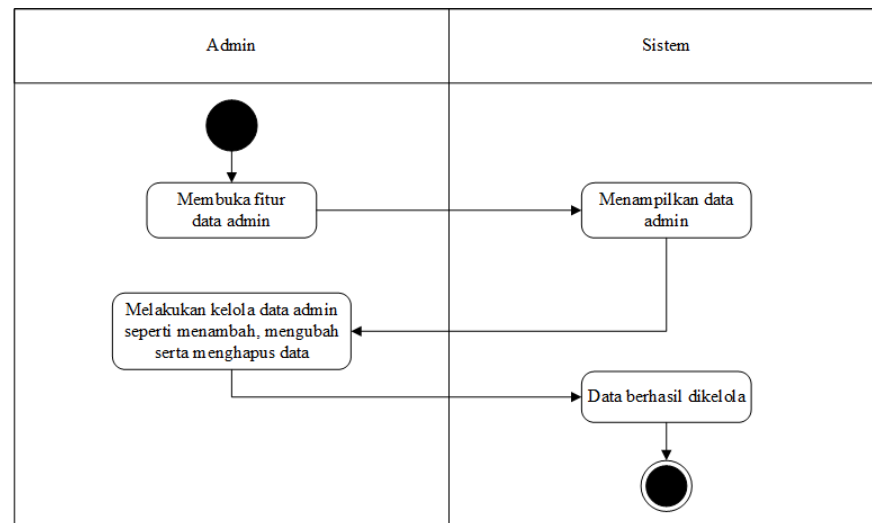 Admin
Sistem
Membuka fitur
data admin
Menampilkan data
admin
Melakukan kelola data admin
seperti menambah, mengubah
serta menghapus data
Data berhasil dikelola